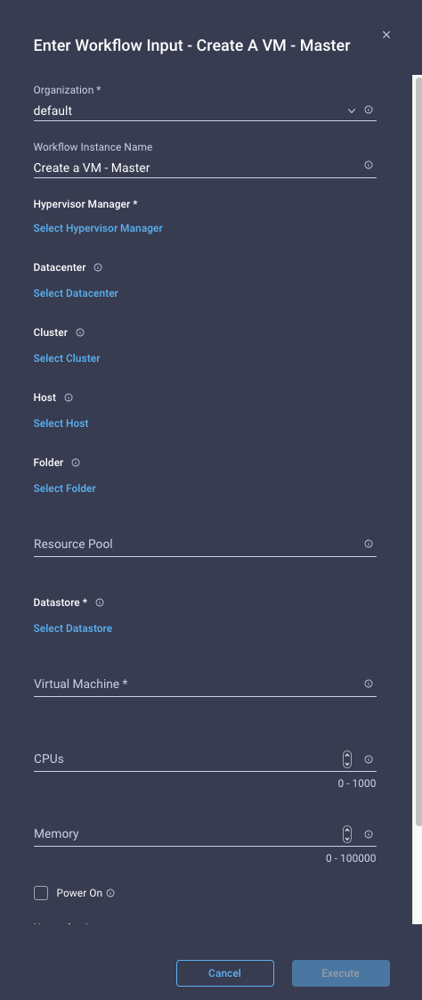 Enter Workflow Input - Create A VM - Master
Organization *
default
Workflow Instance Name
Create a VM - Master
Hypervisor Manager *
Select Hypervisor Manager
Datacenter
Select Datacenter
Cluster
Select Cluster
Host
Select Host
Folder
Select Folder
Resource Pool
Datastore *
Select Datastore
Virtual Machine *
CPUs
0 - 1000
Memory
0 - 100000
Power On
Cancel
Execute